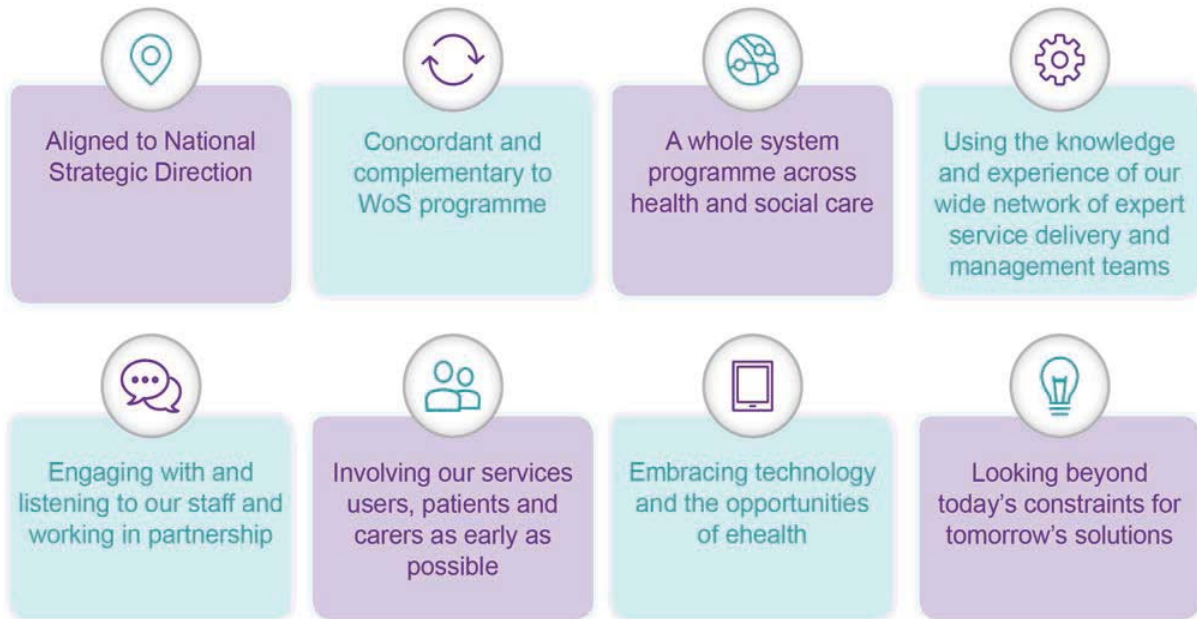 Aligned to National
Strategic Direction
Concordant and
complementary to
WoS programme
A whole system
programme across
health and social care
Using the knowledge
and experience of our
wide network of expert
service delivery and
management teams
Engaging with and
listening to our staff and
working in partnership
Involving our services
users, patients and
carers as early as
possible
Embracing technology
and the opportunities
of ehealth
Looking beyond
today's constraints for
tomorrow's solutions